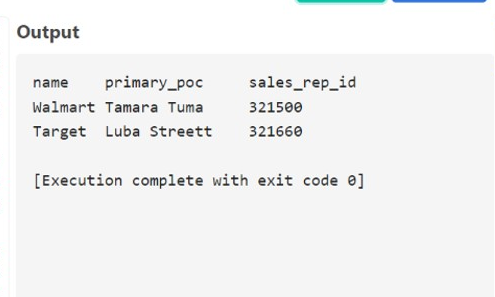 Output
name    primary_poc     sales_rep_id
Walmart Tamara Tuma     321500
Target  Luba Streett    321660
[Execution complete with exit code 0]